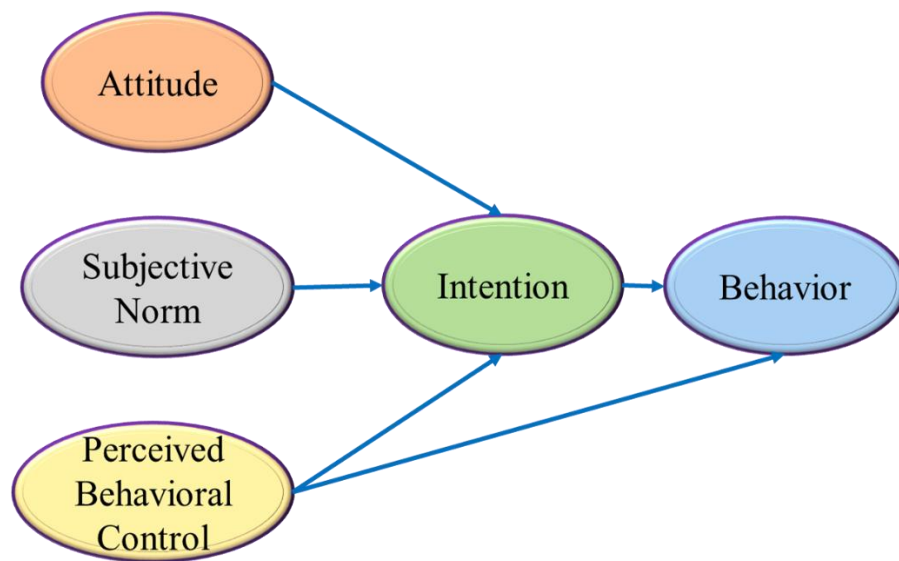 Attitude
Subjective
Norm
Intention
Behavior
Perceived
Behavioral
Control